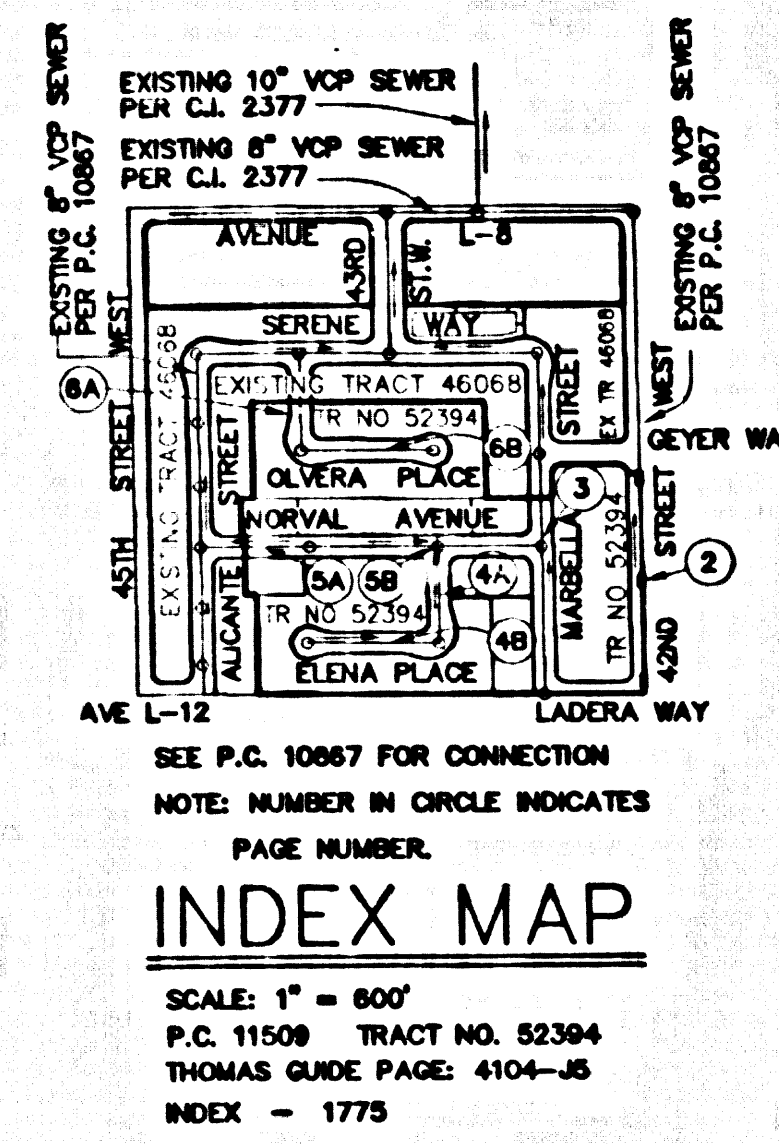 EXISTING 10" VCP SEWER
PER C.I. 2377
EXISTING 8" VCP SEWER
PER C.I. 2377
EXISTING 8" VCP SEWER
PER P.C. 10867
EXISTING 8" VCP SEWER
PER P.C. 10867
AVENUE L-8
43RD ST.W.
SERENE WAY
45TH STREET WEST
EXISTING TRACT 46068
6A
EXISTING TRACT 46068
STREET
EX TR 46068
WEST
GEYER WA
TR NO 52394
6B
OLVERA PLACE
ALICANTE STREET
NORVAL AVENUE
3
MARBELLA
TR NO 52394
42ND STREET
2
5A
5B
4A
TR NO 52394
4B
ELENA PLACE
AVE L-12
LADERA WAY
SEE P.C. 10867 FOR CONNECTION
NOTE: NUMBER IN CIRCLE INDICATES
PAGE NUMBER.
INDEX MAP
SCALE: 1" = 600'
P.C. 11509 TRACT NO. 52394
THOMAS GUIDE PAGE: 4104-J5
INDEX - 1775